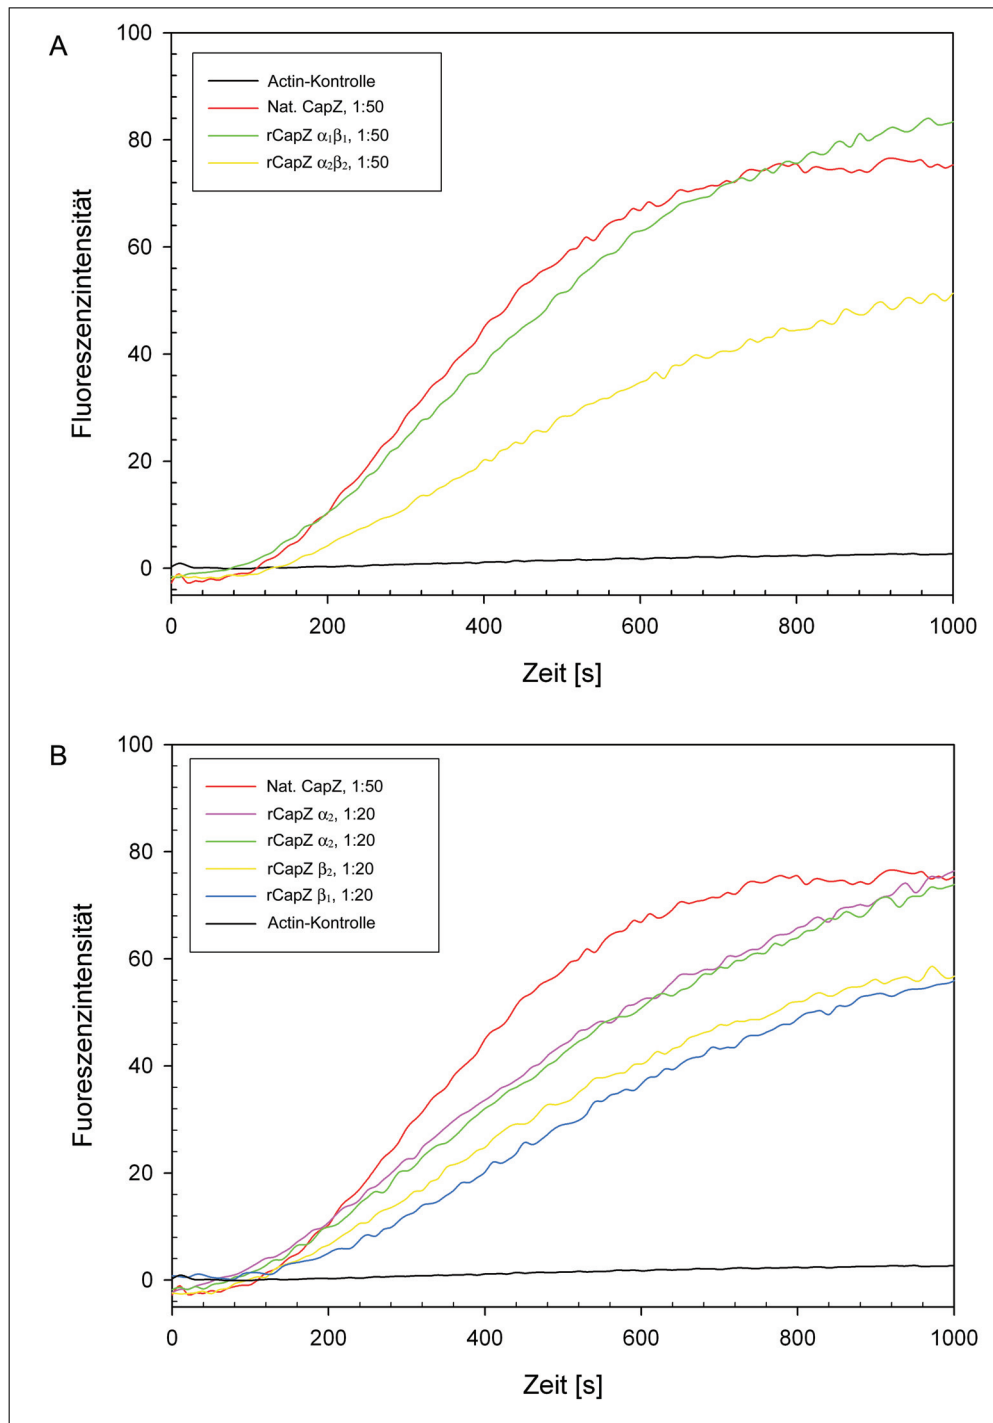 A
100
80
60
40
20
0
Fluoreszenzintensität
Actin-Kontrolle
Nat. CapZ, 1:50
rCapZ α₁β₁, 1:50
rCapZ α₂β₂, 1:50
0 200 400 600 800 1000
Zeit [s]
B
100
80
60
40
20
0
Fuoreszenzintensität
Nat. CapZ, 1:50
rCapZ α₂, 1:20
rCapZ α₂, 1:20
rCapZ β₂, 1:20
rCapZ β₁, 1:20
Actin-Kontrolle
0 200 400 600 800 1000
Zeit [s]